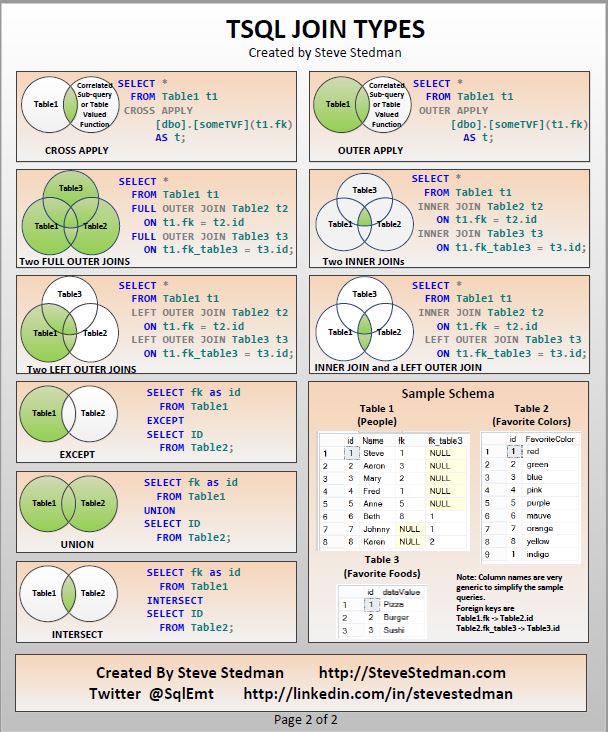 TSQL JOIN TYPES
Created by Steve Stedman
Table1
Correlated
Sub-query
or Table
Valued
Function
CROSS APPLY
SELECT *
FROM Table1 t1
CROSS APPLY
[dbo].[someTVF](t1.fk)
AS t;
Table1
Correlated
Sub-query
or Table
Valued
Function
OUTER APPLY
SELECT *
FROM Table1 t1
OUTER APPLY
[dbo].[someTVF](t1.fk)
AS t;
Table3
Table1 Table2
Two FULL OUTER JOINS
SELECT *
FROM Table1 t1
FULL OUTER JOIN Table2 t2
ON t1.fk = t2.id
FULL OUTER JOIN Table3 t3
ON t1.fk_table3 = t3.id;
Table3
Table1 Table2
Two INNER JOINs
SELECT *
FROM Table1 t1
INNER JOIN Table2 t2
ON t1.fk = t2.id
INNER JOIN Table3 t3
ON t1.fk_table3 = t3.id;
Table3
Table1 Table2
Two LEFT OUTER JOINS
SELECT *
FROM Table1 t1
LEFT OUTER JOIN Table2 t2
ON t1.fk = t2.id
LEFT OUTER JOIN Table3 t3
ON t1.fk_table3 = t3.id;
Table3
Table1 Table2
INNER JOIN and a LEFT OUTER JOIN
SELECT *
FROM Table1 t1
INNER JOIN Table2 t2
ON t1.fk = t2.id
LEFT OUTER JOIN Table3 t3
ON t1.fk_table3 = t3.id;
Table1 Table2
EXCEPT
SELECT fk as id
FROM Table1
EXCEPT
SELECT ID
FROM Table2;
Table1 Table2
UNION
SELECT fk as id
FROM Table1
UNION
SELECT ID
FROM Table2;
Table1 Table2
INTERSECT
SELECT fk as id
FROM Table1
INTERSECT
SELECT ID
FROM Table2;
Sample Schema
Table 1
(People)
id Name fk fk_table3
1 1 Steve 1 NULL
2 2 Aaron 3 NULL
3 3 Mary 2 NULL
4 4 Fred 1 NULL
5 5 Anne 5 NULL
6 6 Beth 8 1
7 7 Johnny NULL 1
8 8 Karen NULL 2
Table 2
(Favorite Colors)
id FavoriteColor
1 1 red
2 2 green
3 3 blue
4 4 pink
5 5 purple
6 6 mauve
7 7 orange
8 8 yellow
9 1 indigo
Table 3
(Favorite Foods)
id dataValue
1 1 Pizza
2 2 Burger
3 3 Sushi
Note: Column names are very
generic to simplify the sample
queries.
Foreign keys are
Table1.fk -> Table2.id
Table2.fk_table3 -> Table3.id
Created By Steve Stedman http://SteveStedman.com
Twitter @SqlEmt http://linkedin.com/in/stevestedman
Page 2 of 2